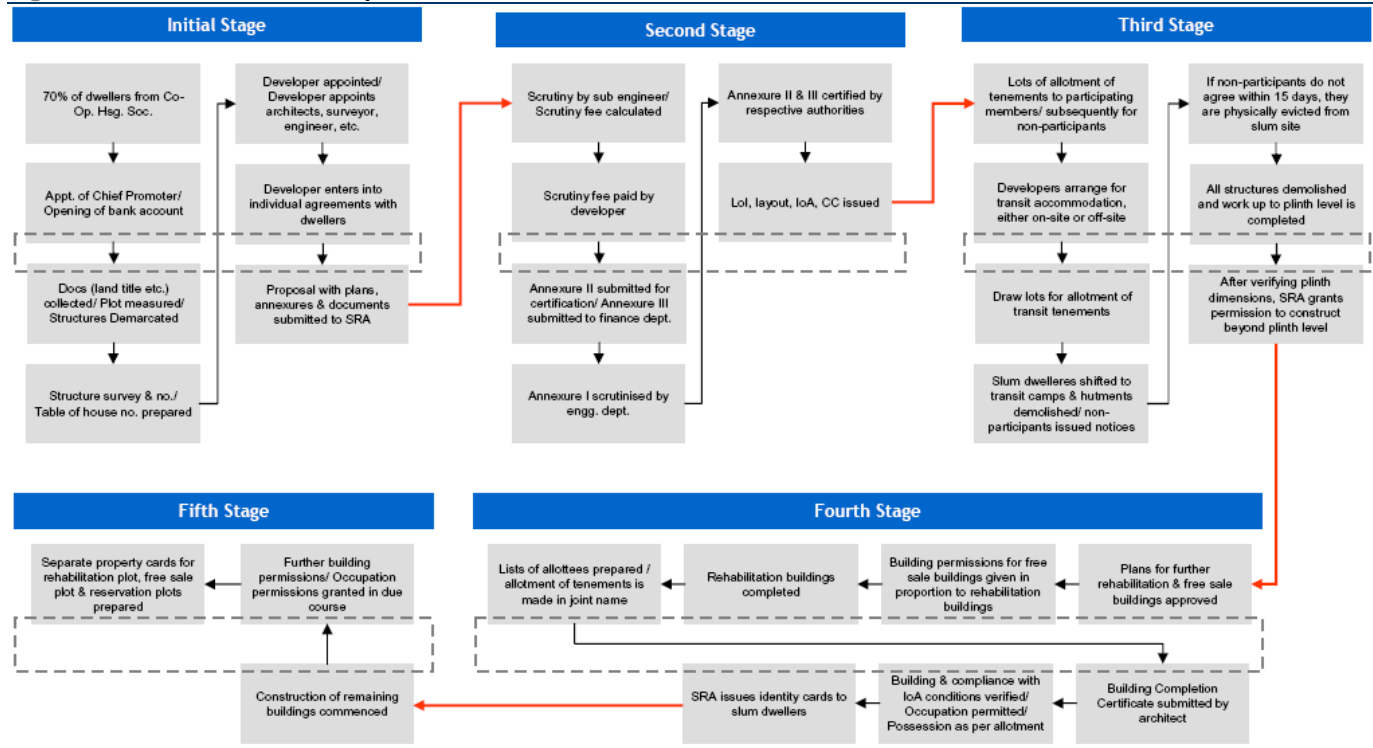 Initial Stage
70% of dwellers from Co-
Op. Hsg. Soc.
Appt. of Chief Promoter/
Opening of bank account
Docs (land title etc.)
collected/ Plot measured/
Structures Demarcated
Structure survey & no./
Table of house no. prepared
Developer appointed/
Developer appoints
architects, surveyor,
engineer, etc.
Developer enters into
individual agreements with
dwellers
Proposal with plans,
annexures & documents
submitted to SRA
Second Stage
Scrutiny by sub engineer/
Scrutiny fee calculated
Scrutiny fee paid by
developer
Annexure II submitted for
certification/ Annexure III
submitted to finance dept.
Annexure I scrutinised by
engg. dept.
Annexure II & III certified by
respective authorities
LoI, layout, IoA, CC issued
Third Stage
Lots of allotment of
tenements to participating
members/ subsequently for
non-participants
Developers arrange for
transit accommodation,
either on-site or off-site
Draw lots for allotment of
transit tenements
Slum dwelleres shifted to
transit camps & hutments
demolished/ non-
participants issued notices
If non-participants do not
agree within 15 days, they
are physically evicted from
slum site
All structures demolished
and work up to plinth level is
completed
After verifying plinth
dimensions, SRA grants
permission to construct
beyond plinth level
Fourth Stage
Plans for further
rehabilitation & free sale
buildings approved
Building permissions for free
sale buildings given in
proportion to rehabilitation
buildings
Rehabilitation buildings
completed
Lists of allottees prepared /
allotment of tenements is
made in joint name
Building Completion
Certificate submitted by
architect
Building & compliance with
IoA conditions verified/
Occupation permitted/
Possession as per allotment
SRA issues identity cards to
slum dwellers
Fifth Stage
Construction of remaining
buildings commenced
Further building
permissions/ Occupation
permissions granted in due
course
Separate property cards for
rehabilitation plot, free sale
plot & reservation plots
prepared